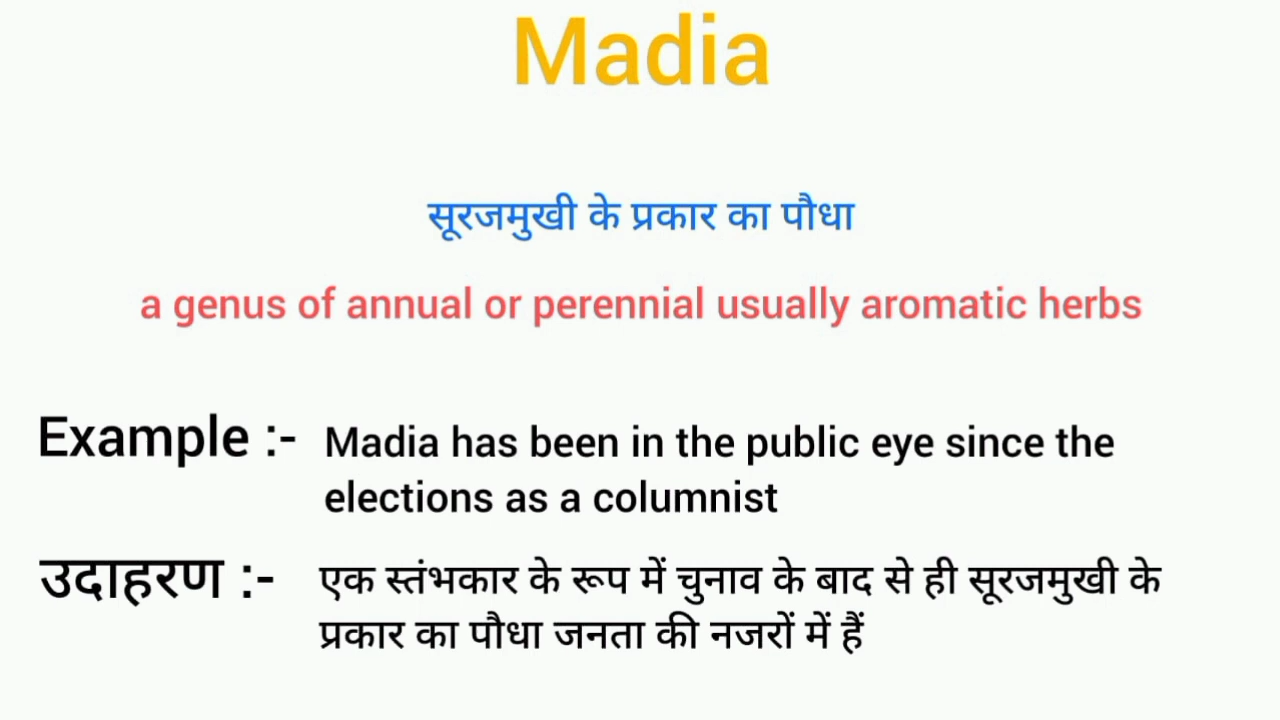 Madia
सूरजमुखी के प्रकार का पौधा
a genus of annual or perennial usually aromatic herbs
Example :- Madia has been in the public eye since the
elections as a columnist
उदाहरण :- एक स्तंभकार के रूप में चुनाव के बाद से ही सूरजमुखी के
प्रकार का पौधा जनता की नजरों में हैं